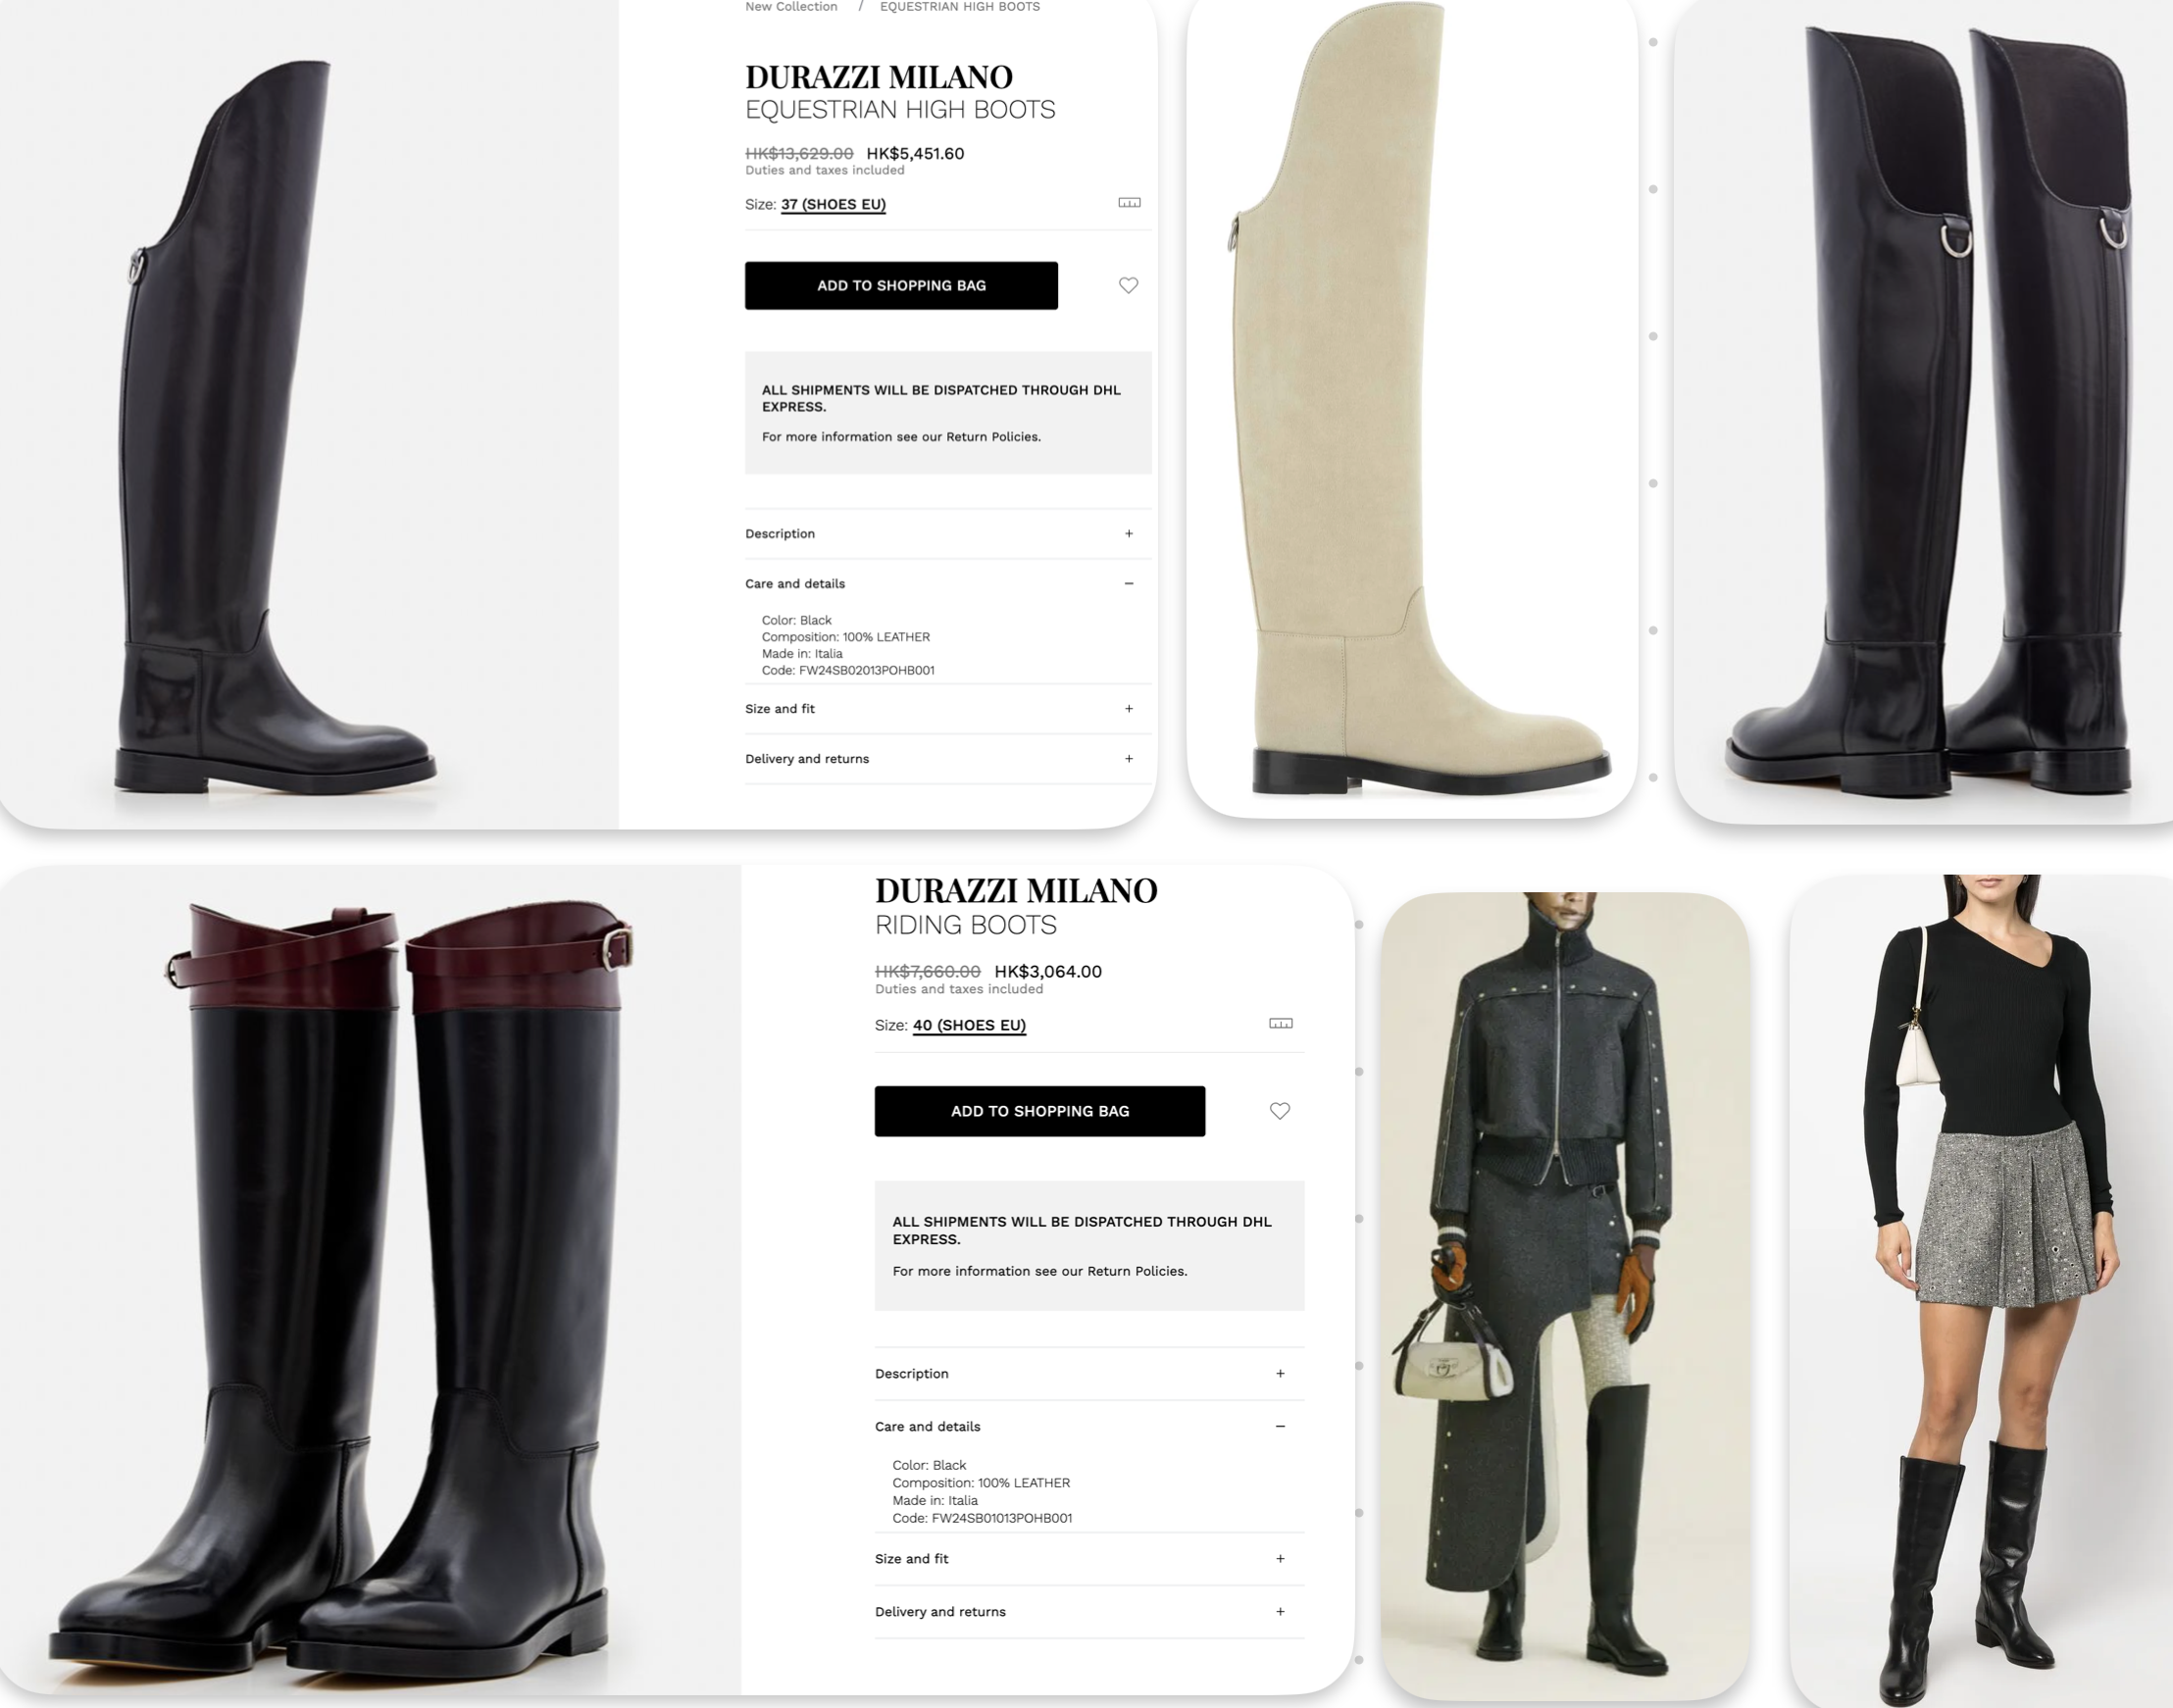 New Collection / EQUESTRIAN HIGH BOOTS
DURAZZI MILANO
EQUESTRIAN HIGH BOOTS
HK$13,629.00 HK$5,451.60
Duties and taxes included
Size: 37 (SHOES EU)
ADD TO SHOPPING BAG
ALL SHIPMENTS WILL BE DISPATCHED THROUGH DHL
EXPRESS.
For more information see our Return Policies.
Description +
Care and details −
Color: Black
Composition: 100% LEATHER
Made in: Italia
Code: FW24SB02013POHB001
Size and fit +
Delivery and returns +
DURAZZI MILANO
RIDING BOOTS
HK$7,660.00 HK$3,064.00
Duties and taxes included
Size: 40 (SHOES EU)
ADD TO SHOPPING BAG
ALL SHIPMENTS WILL BE DISPATCHED THROUGH DHL
EXPRESS.
For more information see our Return Policies.
Description +
Care and details −
Color: Black
Composition: 100% LEATHER
Made in: Italia
Code: FW24SB01013POHB001
Size and fit +
Delivery and returns +